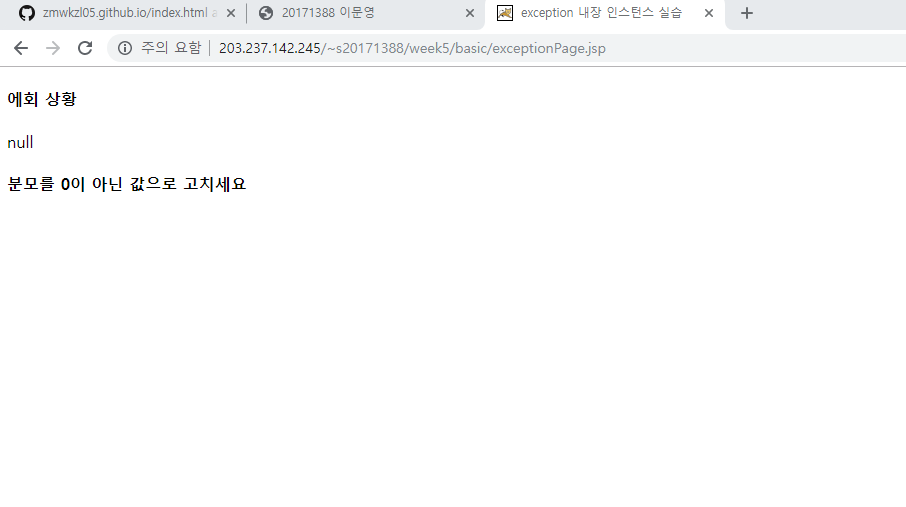 zmwkzl05.github.io/index.html a
20171388 이문영
exception 내장 인스턴스 실습
주의 요함 203.237.142.245/~s20171388/week5/basic/exceptionPage.jsp
에회 상황
null
분모를 0이 아닌 값으로 고치세요